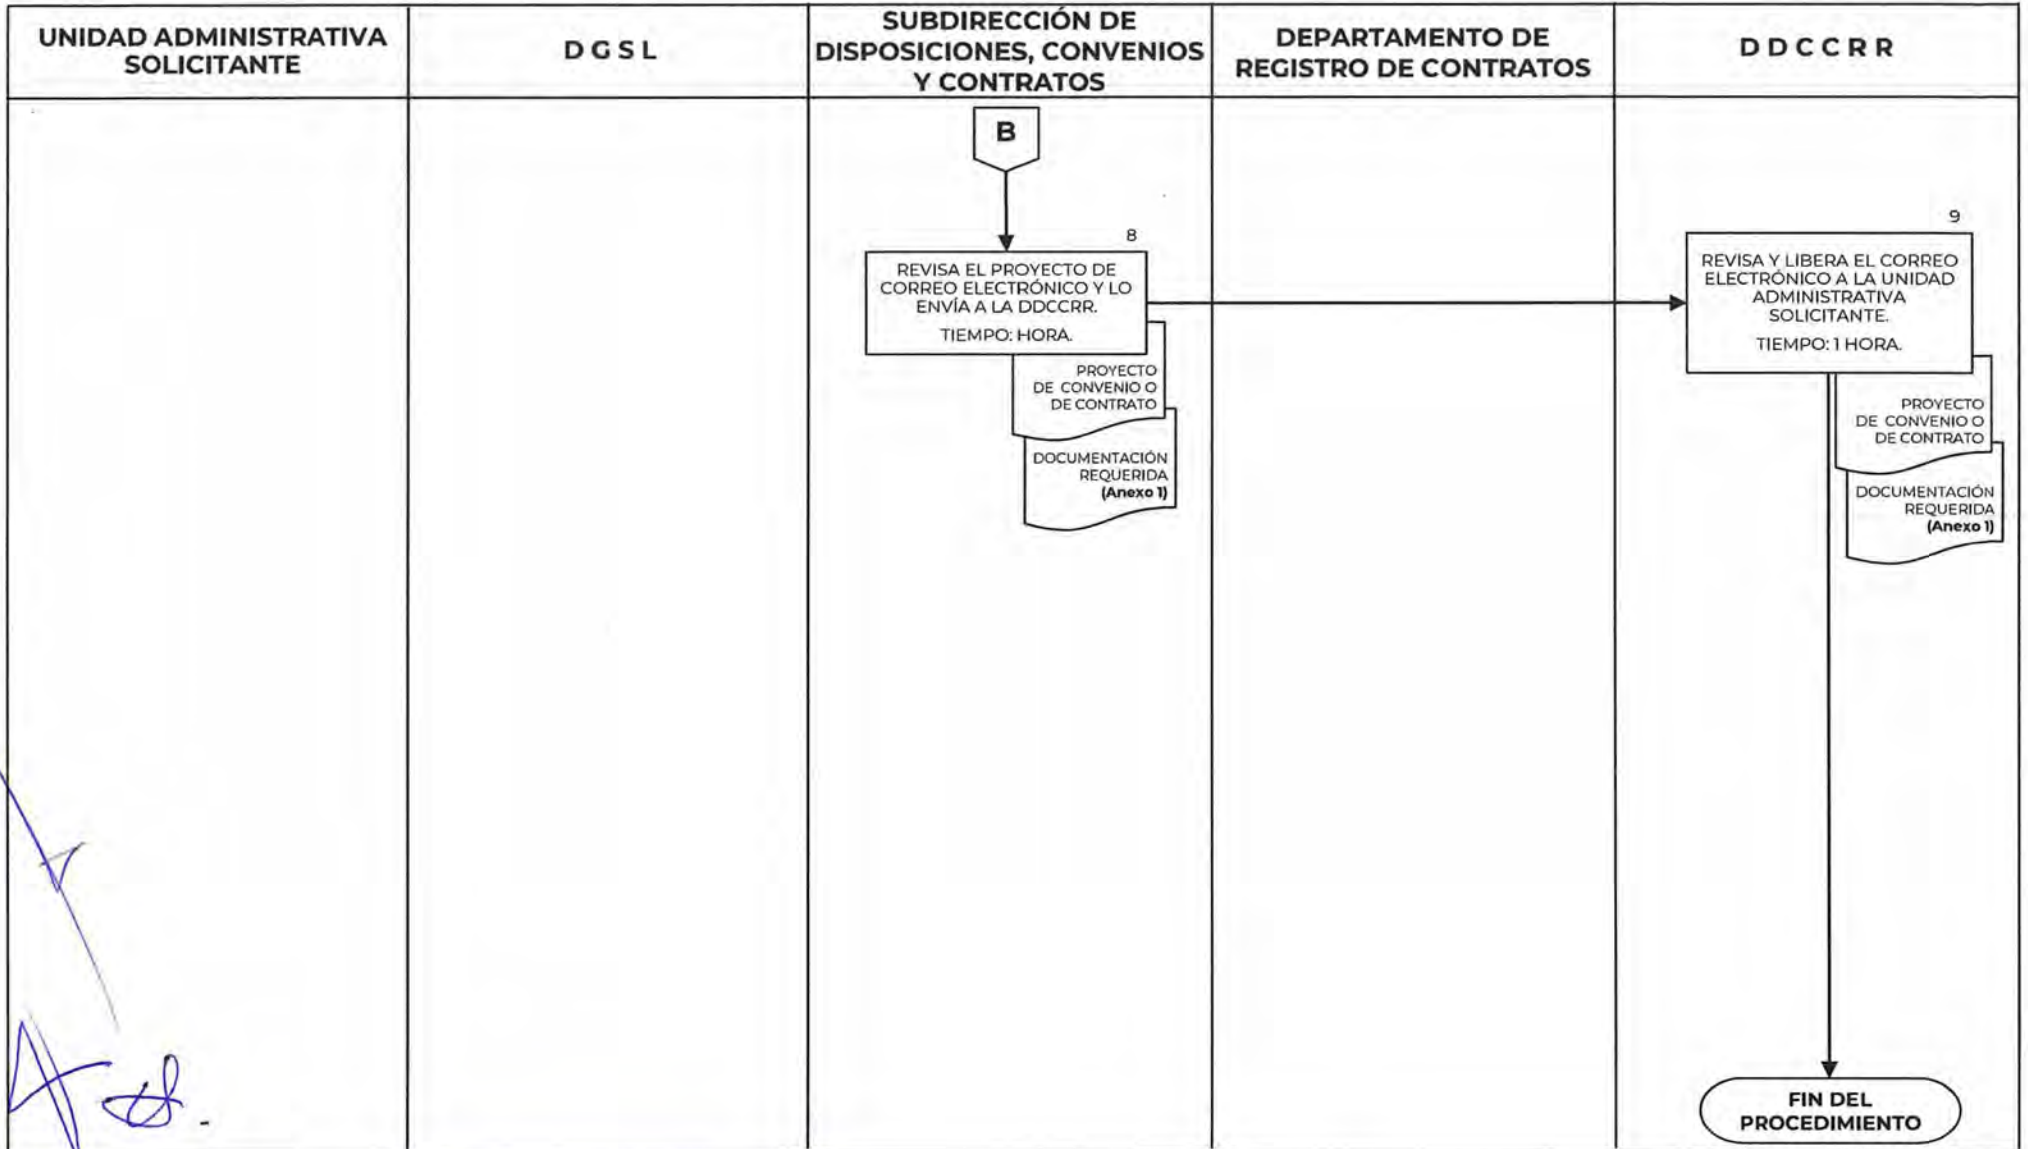 UNIDAD ADMINISTRATIVA
SOLICITANTE
D G S L
SUBDIRECCIÓN DE
DISPOSICIONES, CONVENIOS
Y CONTRATOS
DEPARTAMENTO DE
REGISTRO DE CONTRATOS
D D C C R R
B
8
REVISA EL PROYECTO DE
CORREO ELECTRÓNICO Y LO
ENVÍA A LA DDCCRR.
TIEMPO: HORA.
PROYECTO
DE CONVENIO O
DE CONTRATO
DOCUMENTACIÓN
REQUERIDA
(Anexo 1)
9
REVISA Y LIBERA EL CORREO
ELECTRÓNICO A LA UNIDAD
ADMINISTRATIVA
SOLICITANTE.
TIEMPO: 1 HORA.
PROYECTO
DE CONVENIO O
DE CONTRATO
DOCUMENTACIÓN
REQUERIDA
(Anexo 1)
FIN DEL
PROCEDIMIENTO